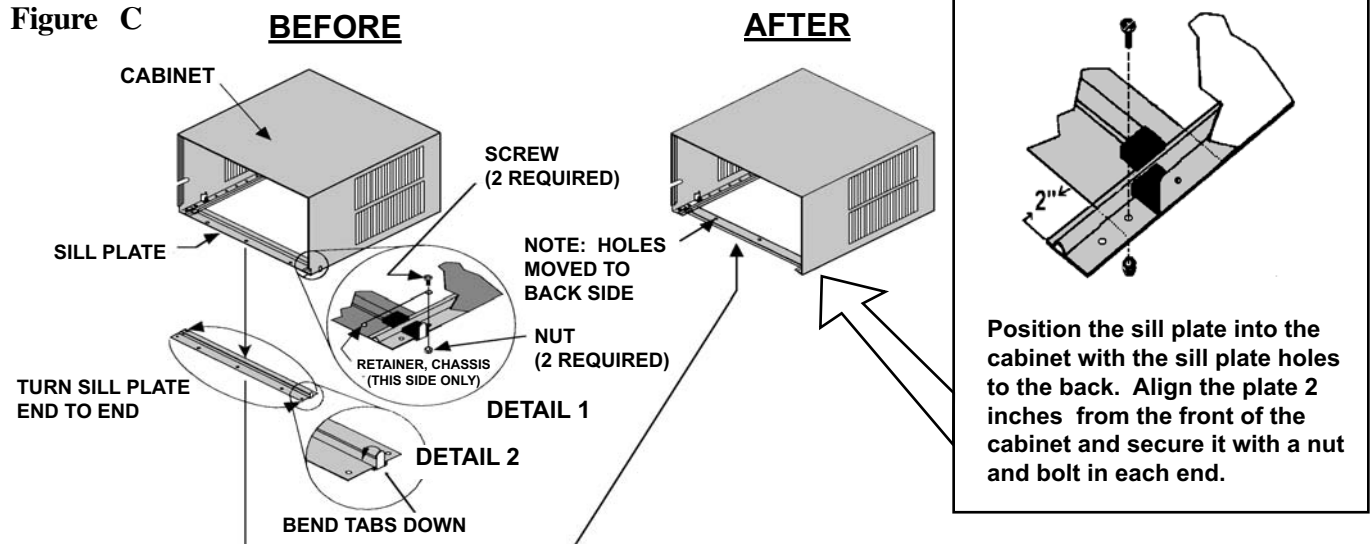 Figure C
BEFORE
CABINET
SCREW
(2 REQUIRED)
SILL PLATE
RETAINER, CHASSIS
(THIS SIDE ONLY)
NUT
(2 REQUIRED)
DETAIL 1
TURN SILL PLATE
END TO END
DETAIL 2
BEND TABS DOWN
AFTER
NOTE: HOLES
MOVED TO
BACK SIDE
2"
Position the sill plate into the
cabinet with the sill plate holes
to the back. Align the plate 2
inches from the front of the
cabinet and secure it with a nut
and bolt in each end.